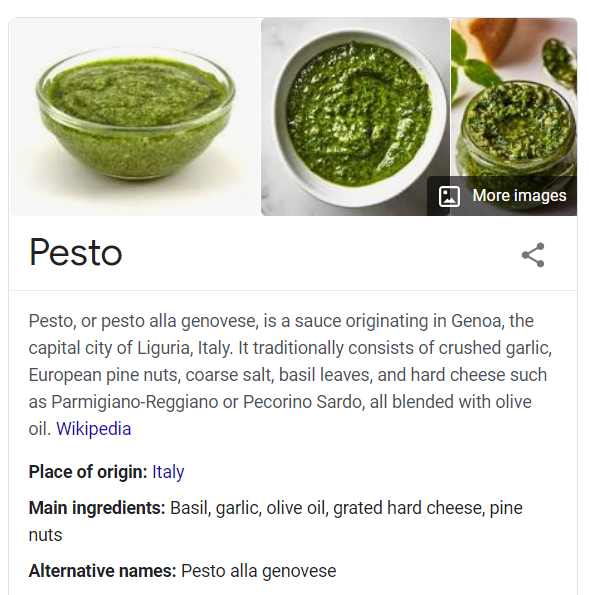 More images
Pesto
Pesto, or pesto alla genovese, is a sauce originating in Genoa, the
capital city of Liguria, Italy. It traditionally consists of crushed garlic,
European pine nuts, coarse salt, basil leaves, and hard cheese such
as Parmigiano-Reggiano or Pecorino Sardo, all blended with olive
oil. Wikipedia
Place of origin: Italy
Main ingredients: Basil, garlic, olive oil, grated hard cheese, pine
nuts
Alternative names: Pesto alla genovese